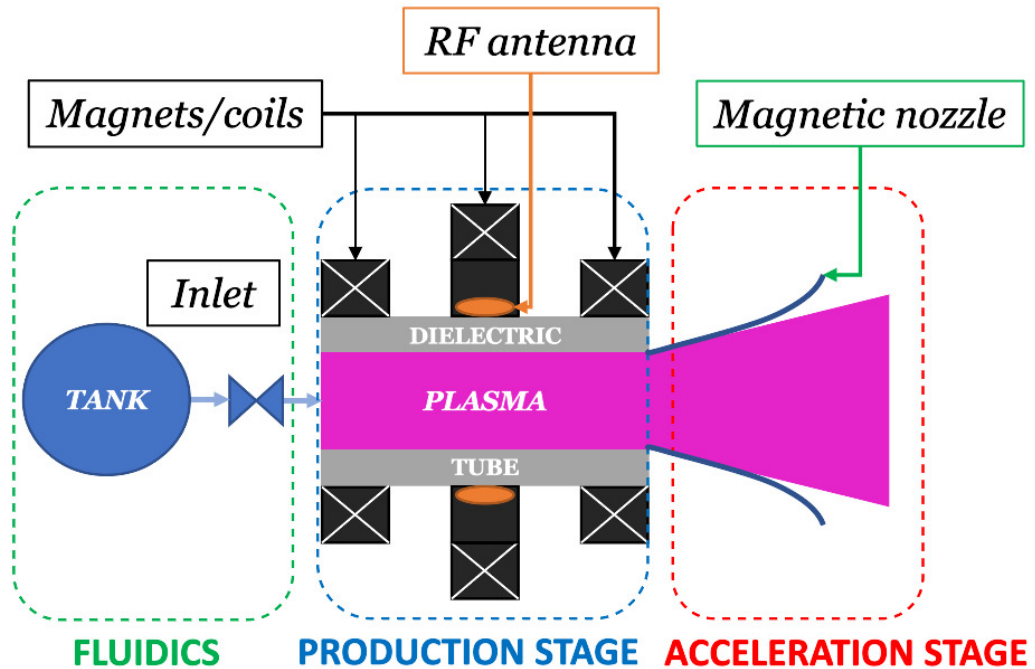 RF antenna
Magnets/coils
Magnetic nozzle
Inlet
DIELECTRIC
TANK
PLASMA
TUBE
FLUIDICS
PRODUCTION STAGE
ACCELERATION STAGE